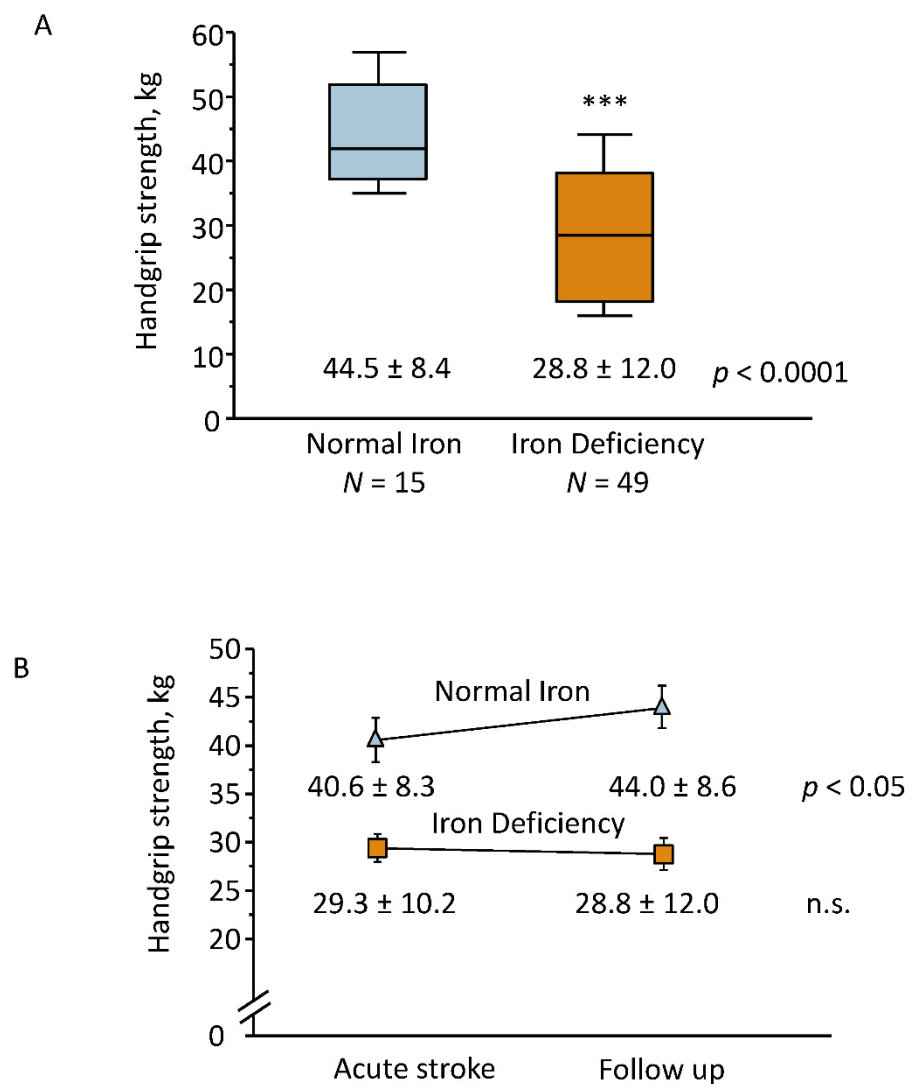 A
Handgrip strength, kg
60
50
40
30
20
10
0
***
44.5 ± 8.4
28.8 ± 12.0
p < 0.0001
Normal Iron
Iron Deficiency
N = 15
N = 49
B
Handgrip strength, kg
50
45
40
35
30
25
20
0
Normal Iron
40.6 ± 8.3
44.0 ± 8.6
p < 0.05
Iron Deficiency
29.3 ± 10.2
28.8 ± 12.0
n.s.
Acute stroke
Follow up